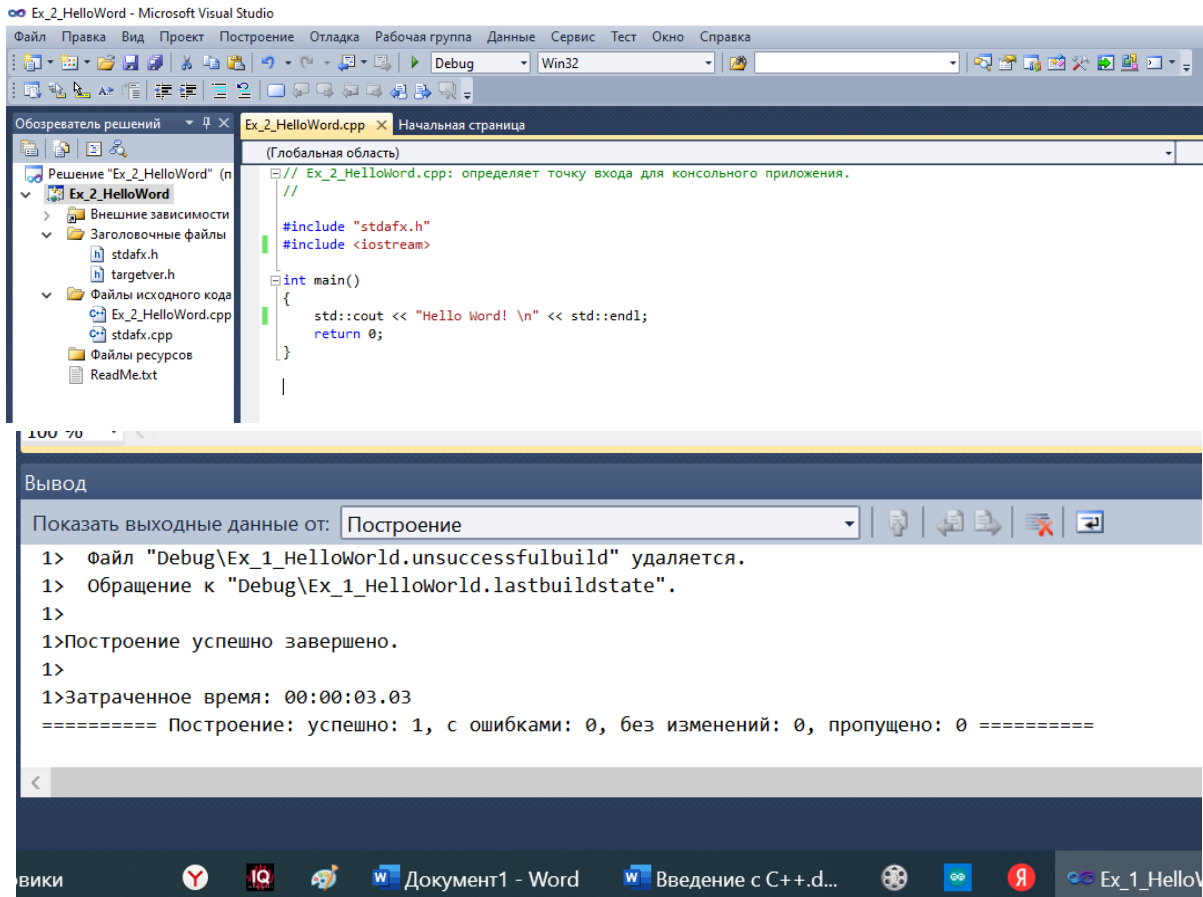 Ex_2_HelloWord - Microsoft Visual Studio
Файл Правка Вид Проект Построение Отладка Рабочая группа Данные Сервис Тест Окно Справка
Debug Win32
Обозреватель решений
Ex_2_HelloWord.cpp Начальная страница
(Глобальная область)
Решение "Ex_2_HelloWord" (п
Ex_2_HelloWord
Внешние зависимости
Заголовочные файлы
stdafx.h
targetver.h
Файлы исходного кода
Ex_2_HelloWord.cpp
stdafx.cpp
Файлы ресурсов
ReadMe.txt
// Ex_2_HelloWord.cpp: определяет точку входа для консольного приложения.
//
#include "stdafx.h"
#include <iostream>
int main()
{
std::cout << "Hello Word! \n" << std::endl;
return 0;
}
100 %
Вывод
Показать выходные данные от: Построение
1> Файл "Debug\Ex_1_HelloWorld.unsuccessfulbuild" удаляется.
1> Обращение к "Debug\Ex_1_HelloWorld.lastbuildstate".
1>
1>Построение успешно завершено.
1>
1>Затраченное время: 00:00:03.03
========== Построение: успешно: 1, с ошибками: 0, без изменений: 0, пропущено: 0 ==========
овики Y IQ W Документ1 - Word W Введение с C++.d... Я Ex_1_HelloW